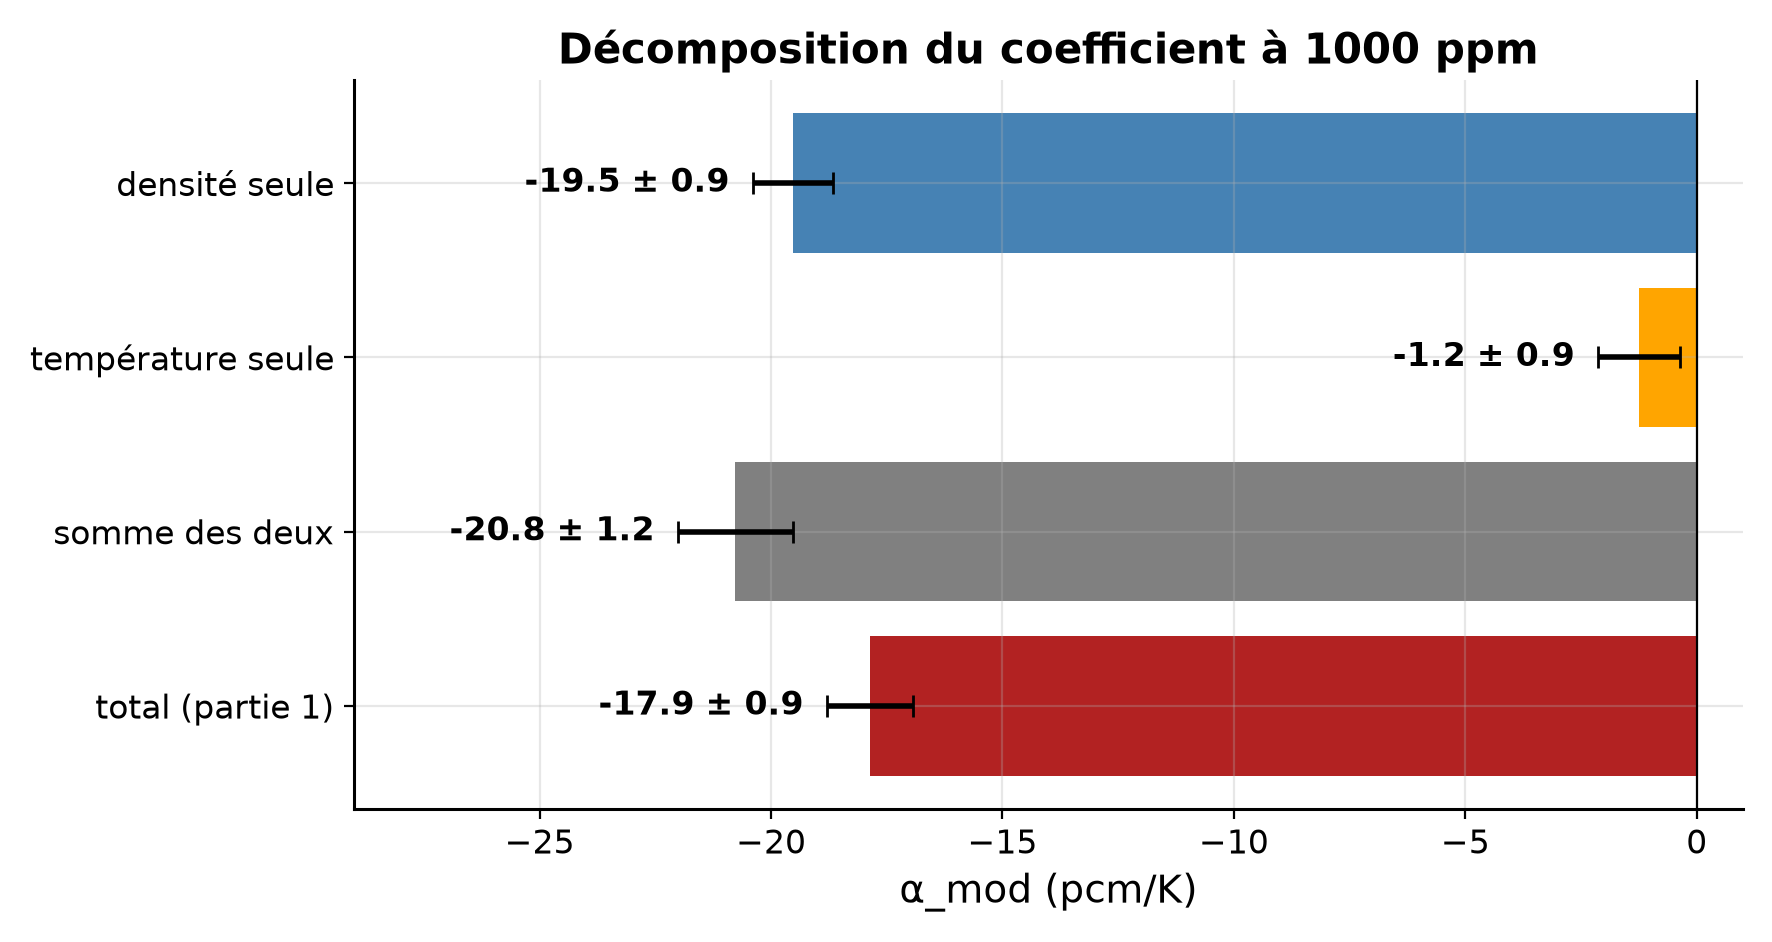 Décomposition du coefficient à 1000 ppm
densité seule
-19.5 ± 0.9
température seule
-1.2 ± 0.9
somme des deux
-20.8 ± 1.2
total (partie 1)
-17.9 ± 0.9
−25 −20 −15 −10 −5 0
α_mod (pcm/K)